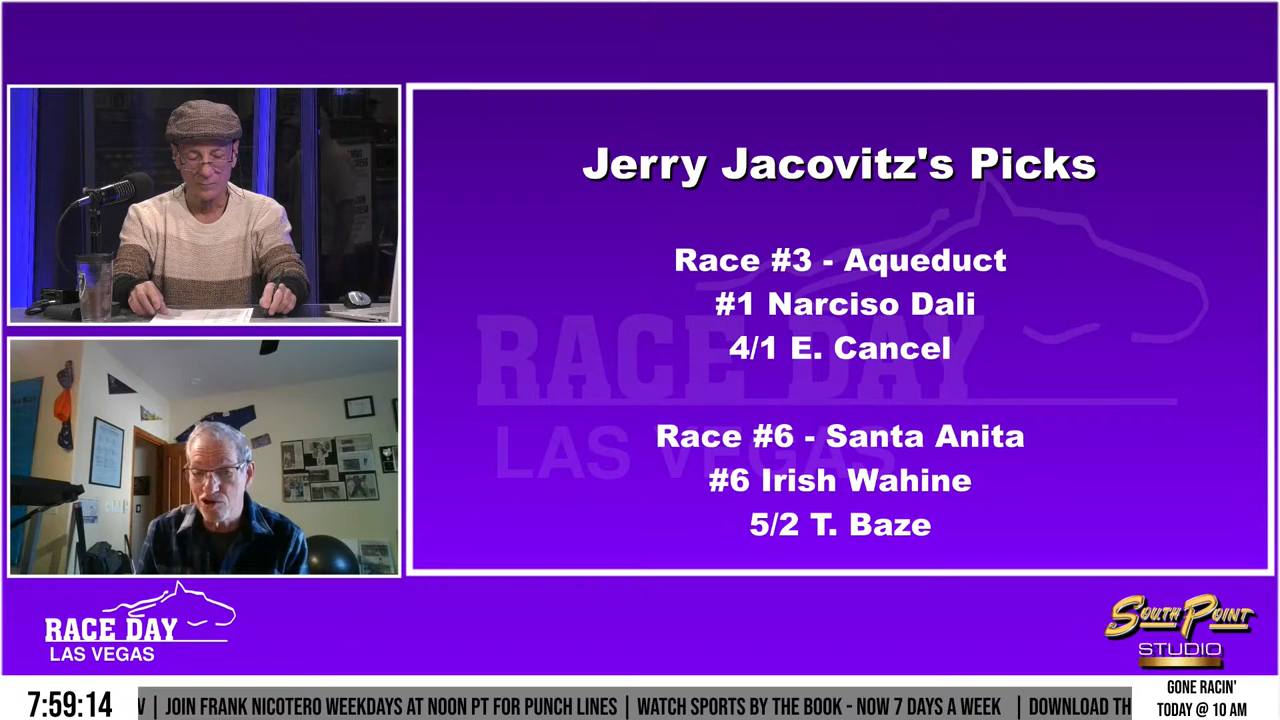 Jerry Jacovitz's Picks
Race #3 - Aqueduct
#1 Narciso Dali
4/1 E. Cancel
Race #6 - Santa Anita
#6 Irish Wahine
5/2 T. Baze
RACE DAY
LAS VEGAS
RACE DAY
LAS VEGAS
SOUTH POINT
STUDIO
7:59:14
| JOIN FRANK NICOTERO WEEKDAYS AT NOON PT FOR PUNCH LINES | WATCH SPORTS BY THE BOOK - NOW 7 DAYS A WEEK | DOWNLOAD TH
GONE RACIN'
TODAY @ 10 AM